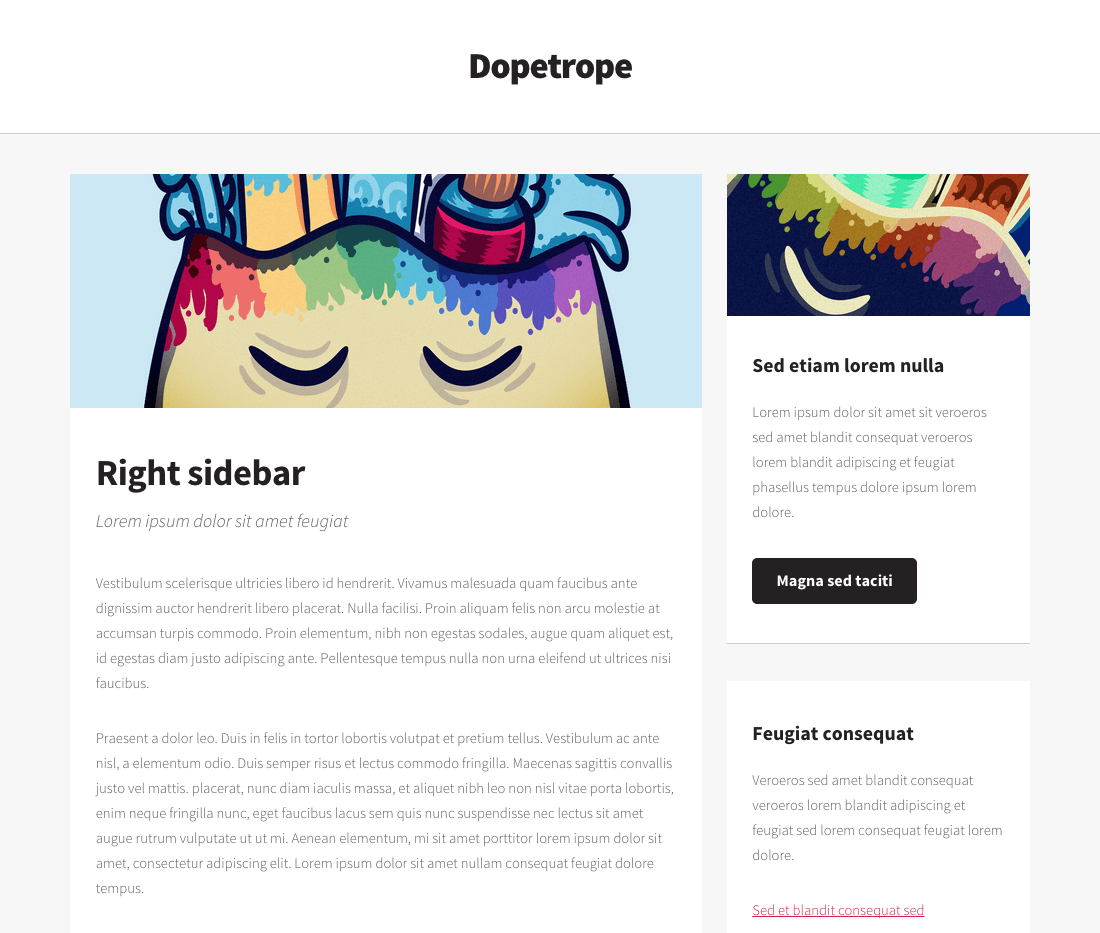 Dopetrope
Right sidebar
Lorem ipsum dolor sit amet feugiat
Vestibulum scelerisque ultricies libero id hendrerit. Vivamus malesuada quam faucibus ante
dignissim auctor hendrerit libero placerat. Nulla facilisi. Proin aliquam felis non arcu molestie at
accumsan turpis commodo. Proin elementum, nibh non egestas sodales, augue quam aliquet est,
id egestas diam justo adipiscing ante. Pellentesque tempus nulla non urna eleifend ut ultrices nisi
faucibus.
Praesent a dolor leo. Duis in felis in tortor lobortis volutpat et pretium tellus. Vestibulum ac ante
nisl, a elementum odio. Duis semper risus et lectus commodo fringilla. Maecenas sagittis convallis
justo vel mattis. placerat, nunc diam iaculis massa, et aliquet nibh leo non nisl vitae porta lobortis,
enim neque fringilla nunc, eget faucibus lacus sem quis nunc suspendisse nec lectus sit amet
augue rutrum vulputate ut ut mi. Aenean elementum, mi sit amet porttitor lorem ipsum dolor sit
amet, consectetur adipiscing elit. Lorem ipsum dolor sit amet nullam consequat feugiat dolore
tempus.
Sed etiam lorem nulla
Lorem ipsum dolor sit amet sit veroeros
sed amet blandit consequat veroeros
lorem blandit adipiscing et feugiat
phasellus tempus dolore ipsum lorem
dolore.
Magna sed taciti
Feugiat consequat
Veroeros sed amet blandit consequat
veroeros lorem blandit adipiscing et
feugiat sed lorem consequat feugiat lorem
dolore.
Sed et blandit consequat sed